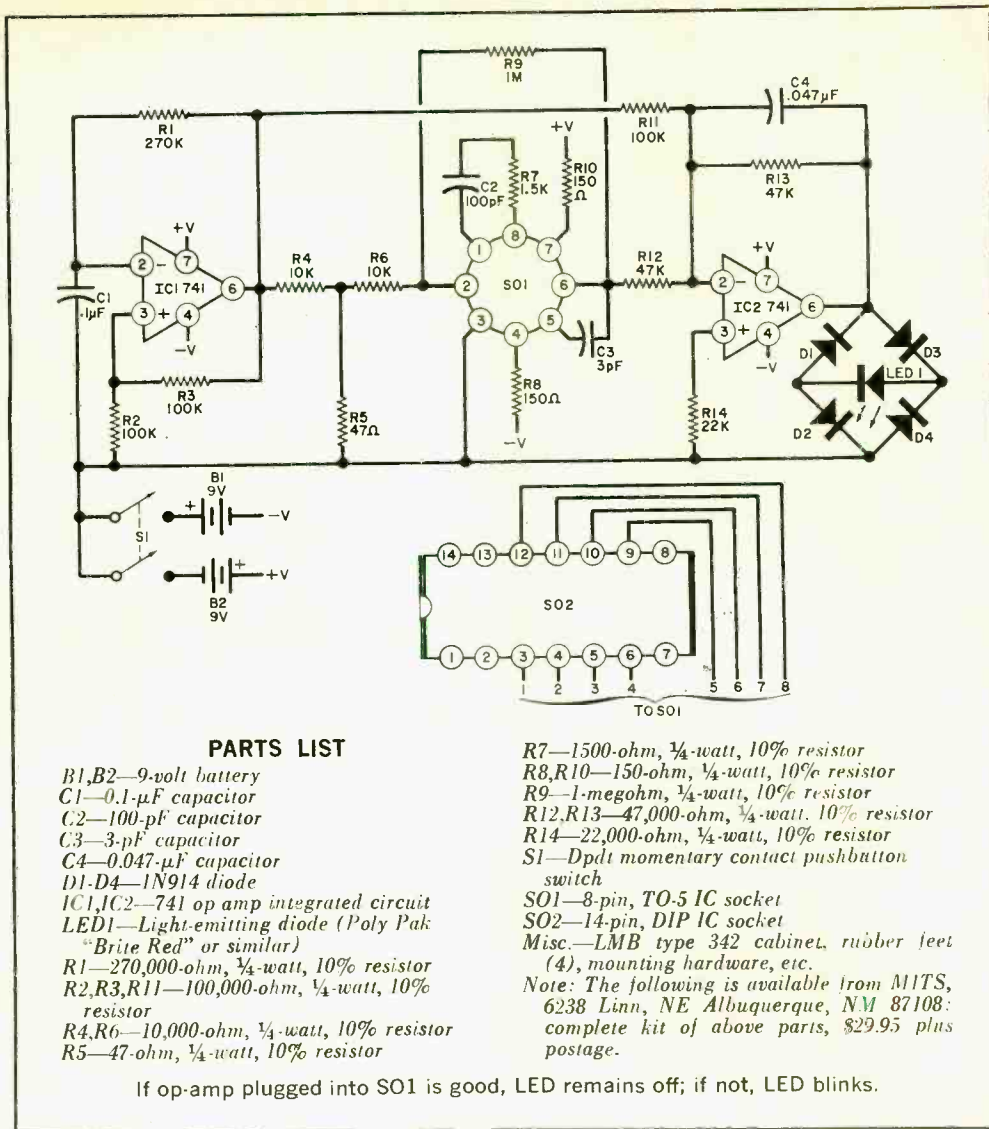 R9
1M
C4
.047µF
R1
270K
R11
100K
+V
C2
100pF
R7
1.5K
R10
150
Ω
R13
47K
+V
2
-
7
IC1 741
6
3
+
4
-V
C1
.1µF
R4
10K
R6
10K
1
8
7
2
SO1
6
3
4
5
R12
47K
C3
3pF
+V
2
-
7
IC2 741
6
3
+
4
-V
D1
D3
LED 1
D2
D4
R3
100K
R2
100K
R5
47Ω
R8
150Ω
-V
R14
22K
B1
9V
+
-V
S1
+
+V
B2
9V
14 13 12 11 10 9 8
SO2
1 2 3 4 5 6 7
1 2 3 4 5 6 7 8
TO SO1
PARTS LIST
B1,B2—9-volt battery
C1—0.1-µF capacitor
C2—100-pF capacitor
C3—3-pF capacitor
C4—0.047-µF capacitor
D1-D4—1N914 diode
IC1,IC2—741 op amp integrated circuit
LED1—Light-emitting diode (Poly Pak
"Brite Red" or similar)
R1—270,000-ohm, ¼-watt, 10% resistor
R2,R3,R11—100,000-ohm, ¼-watt, 10%
resistor
R4,R6—10,000-ohm, ¼-watt, 10% resistor
R5—47-ohm, ¼-watt, 10% resistor
R7—1500-ohm, ¼-watt, 10% resistor
R8,R10—150-ohm, ¼-watt, 10% resistor
R9—1-megohm, ¼-watt, 10% resistor
R12,R13—47,000-ohm, ¼-watt. 10% resistor
R14—22,000-ohm, ¼-watt, 10% resistor
S1—Dpdt momentary contact pushbutton
switch
SO1—8-pin, TO-5 IC socket
SO2—14-pin, DIP IC socket
Misc.—LMB type 342 cabinet, rubber feet
(4), mounting hardware, etc.
Note: The following is available from MITS,
6238 Linn, NE Albuquerque, NM 87108:
complete kit of above parts, $29.95 plus
postage.
If op-amp plugged into SO1 is good, LED remains off; if not, LED blinks.